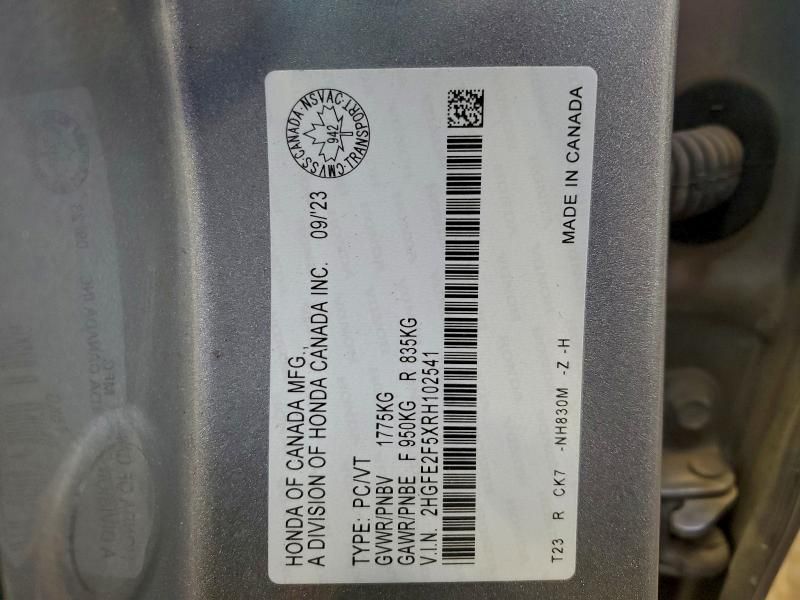 HONDA OF CANADA MFG.,
A DIVISION OF HONDA CANADA INC. 09/'23
CMVSS-CANADA-NSVAC-TRANSPORT
942
TYPE: PC/VT
GVWR/PNBV 1775KG
GAWR/PNBE F 950KG R 835KG
V.I.N. 2HGFE2F5XRH102541
T23 R CK7 -NH830M -Z -H
MADE IN CANADA